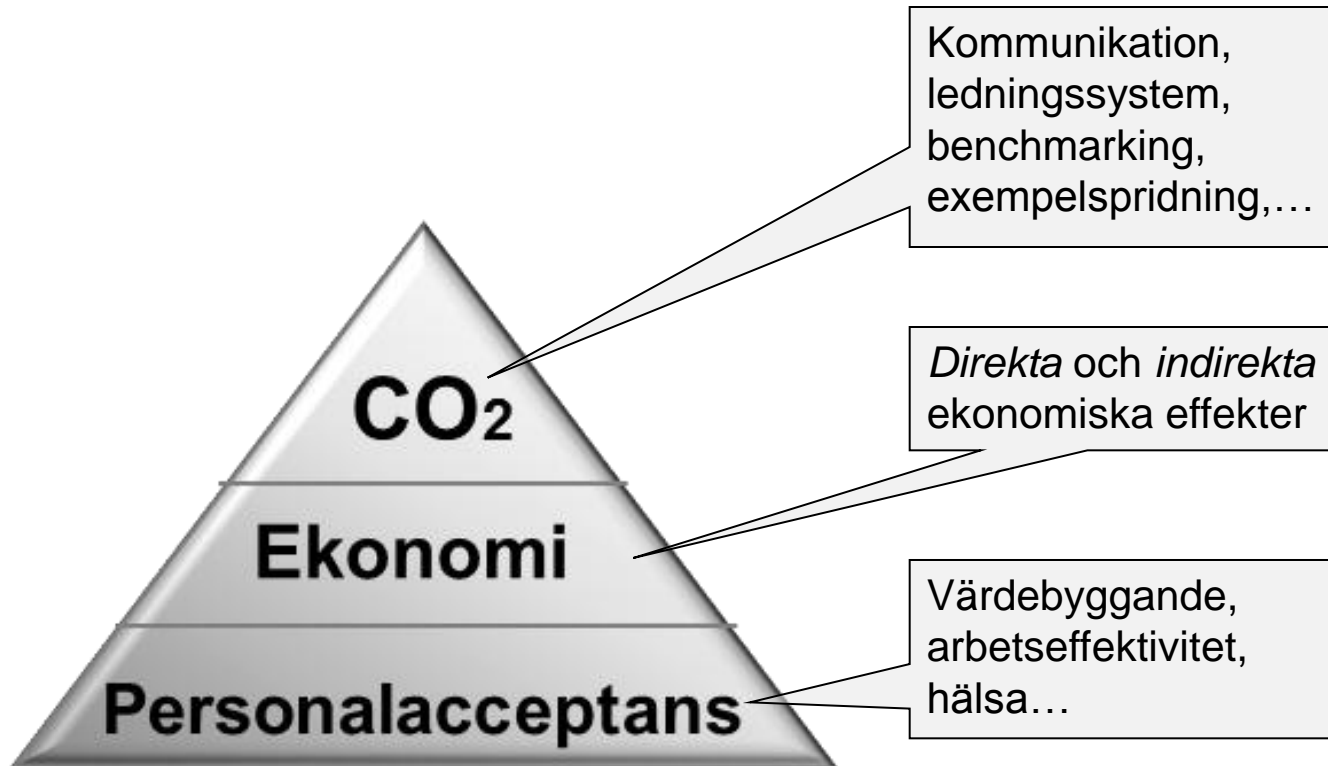 Kommunikation,
ledningssystem,
benchmarking,
exempelspridning,…
CO2
Direkta och indirekta
ekonomiska effekter
Ekonomi
Värdebyggande,
arbetseffektivitet,
hälsa…
Personalacceptans